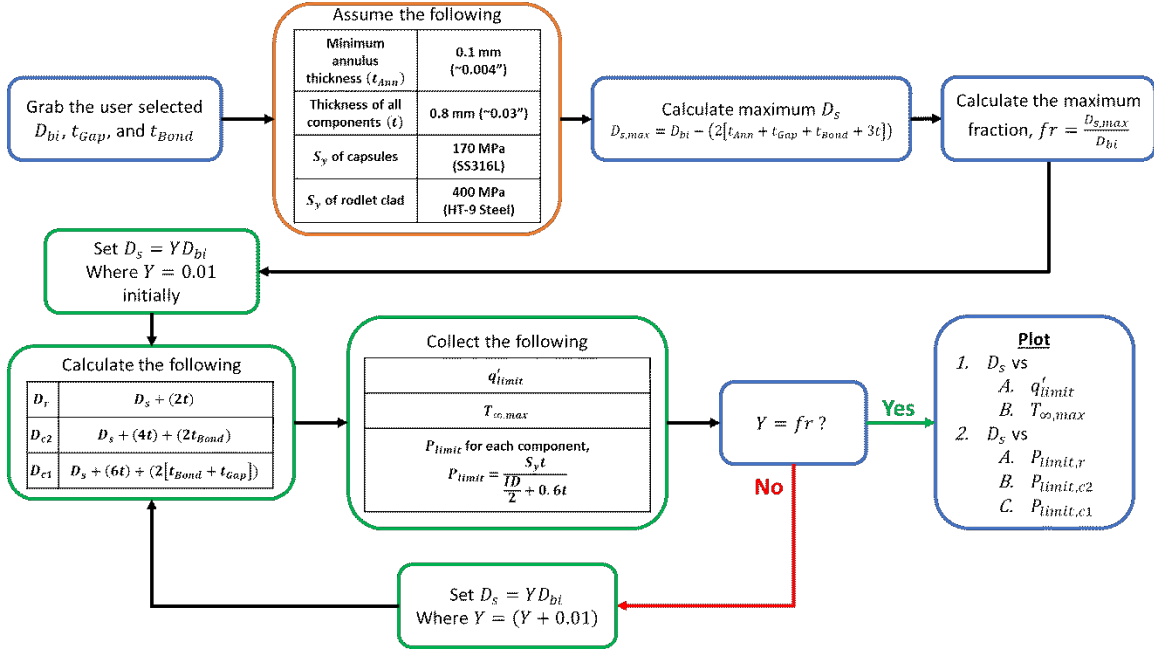 Grab the user selected
D_bi, t_Gap, and t_Bond
Assume the following
Minimum annulus thickness (t_Ann)
0.1 mm (~0.004”)
Thickness of all components (t)
0.8 mm (~0.03”)
S_y of capsules
170 MPa (SS316L)
S_y of rodlet clad
400 MPa (HT-9 Steel)
Calculate maximum D_s
D_s,max = D_bi − (2[t_Ann + t_Gap + t_Bond + 3t])
Calculate the maximum
fraction, fr = D_s,max / D_bi
Set D_s = YD_bi
Where Y = 0.01
initially
Calculate the following
D_r D_s + (2t)
D_c2 D_s + (4t) + (2t_Bond)
D_c1 D_s + (6t) + (2[t_Bond + t_Gap])
Collect the following
q′_limit
T_∞,max
P_limit for each component,
P_limit = S_y t / (ID/2 + 0.6t)
Y = fr ?
Yes
No
Set D_s = YD_bi
Where Y = (Y + 0.01)
Plot
1. D_s vs
A. q′_limit
B. T_∞,max
2. D_s vs
A. P_limit,r
B. P_limit,c2
C. P_limit,c1